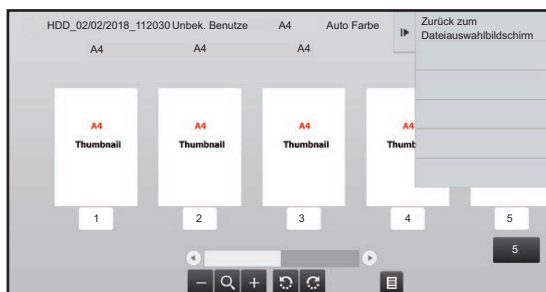 HDD_02/02/2018_112030 Unbek. Benutze A4 Auto Farbe
Zurück zum
Dateiauswahlbildschirm
A4 A4 A4
A4 A4 A4 A4
Thumbnail Thumbnail Thumbnail Thumb
1 2 3 4 5
5